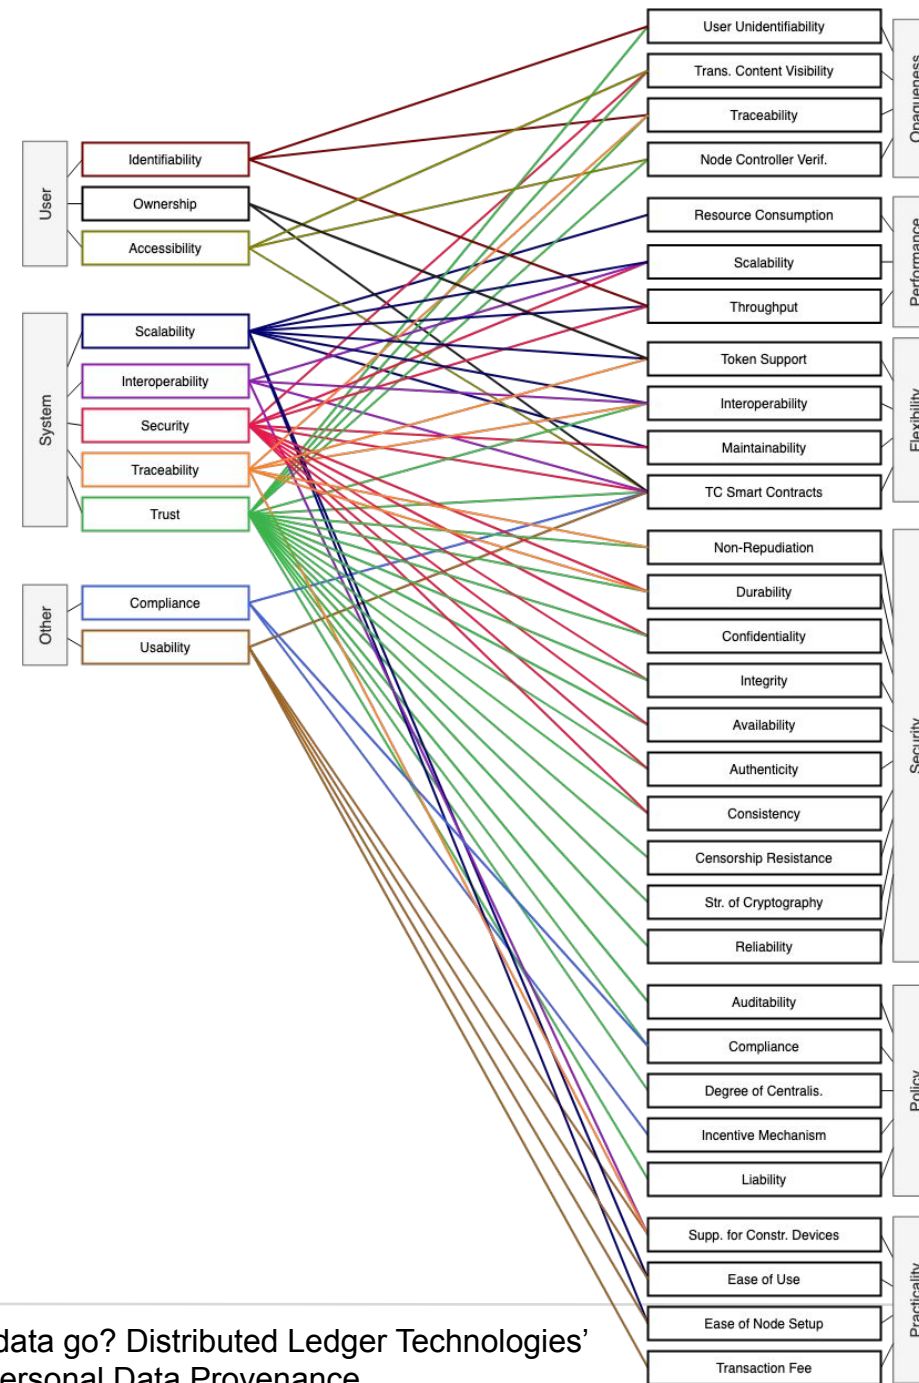 User
Identifiability
Ownership
Accessibility
System
Scalability
Interoperability
Security
Traceability
Trust
Other
Compliance
Usability
User Unidentifiability
Trans. Content Visibility
Traceability
Node Controller Verif.
Opaqueness
Resource Consumption
Scalability
Throughput
Performance
Token Support
Interoperability
Maintainability
TC Smart Contracts
Flexibility
Non-Repudiation
Durability
Confidentiality
Integrity
Availability
Authenticity
Consistency
Censorship Resistance
Str. of Cryptography
Reliability
Security
Auditability
Compliance
Degree of Centralis.
Incentive Mechanism
Liability
Policy
Supp. for Constr. Devices
Ease of Use
Ease of Node Setup
Transaction Fee
Practicality
data go? Distributed Ledger Technologies’
ersonal Data Provenance